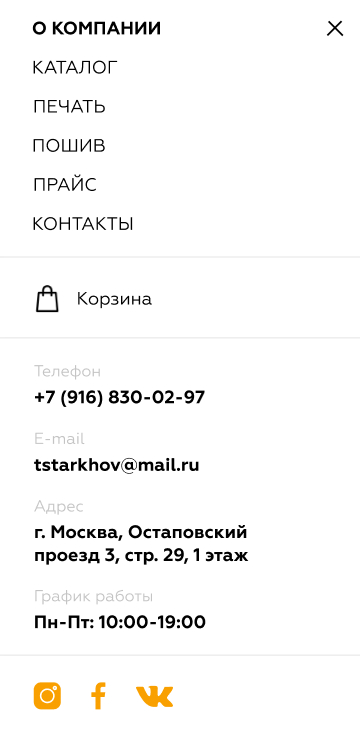 О КОМПАНИИ
КАТАЛОГ
ПЕЧАТЬ
ПОШИВ
ПРАЙС
КОНТАКТЫ
Корзина
Телефон
+7 (916) 830-02-97
E-mail
tstarkhov@mail.ru
Адрес
г. Москва, Остаповский
проезд 3, стр. 29, 1 этаж
График работы
Пн-Пт: 10:00-19:00